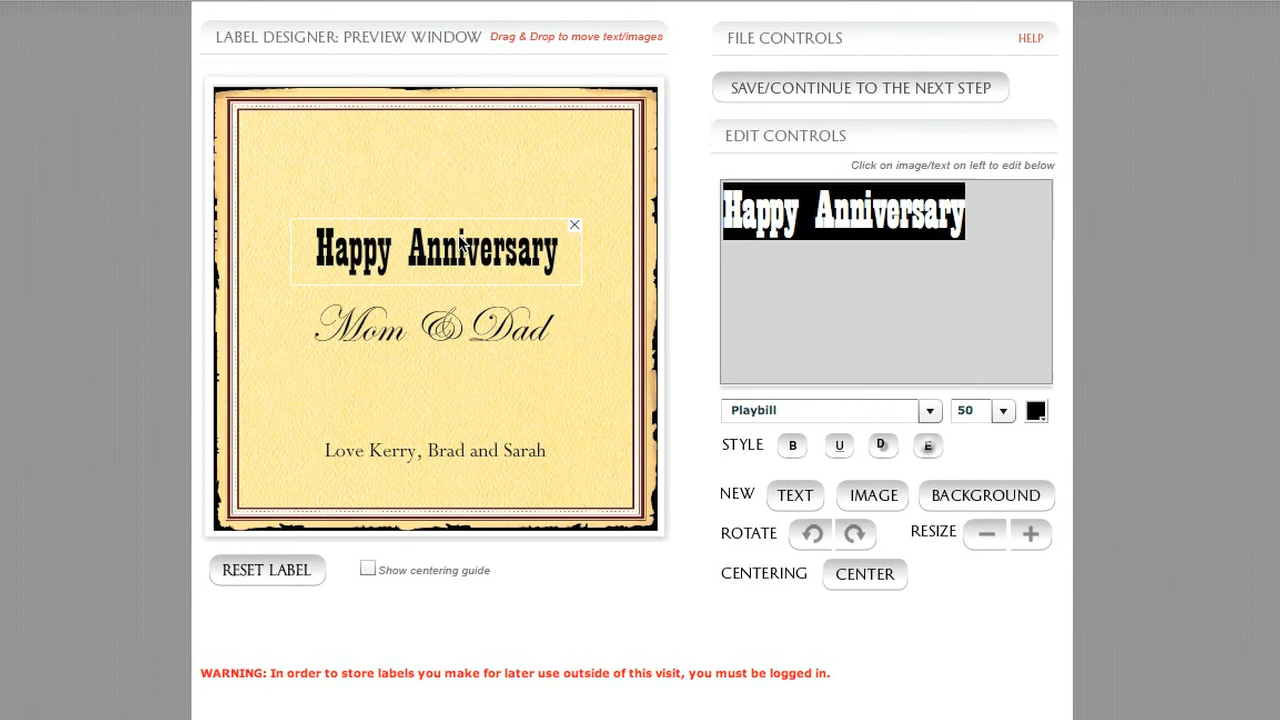 LABEL DESIGNER: PREVIEW WINDOW Drag & Drop to move text/images
Happy Anniversary
Mom & Dad
Love Kerry, Brad and Sarah
RESET LABEL
Show centering guide
FILE CONTROLS HELP
SAVE/CONTINUE TO THE NEXT STEP
EDIT CONTROLS
Click on image/text on left to edit below
Happy Anniversary
Playbill 50
STYLE B U D E
NEW TEXT IMAGE BACKGROUND
ROTATE RESIZE
CENTERING CENTER
WARNING: In order to store labels you make for later use outside of this visit, you must be logged in.